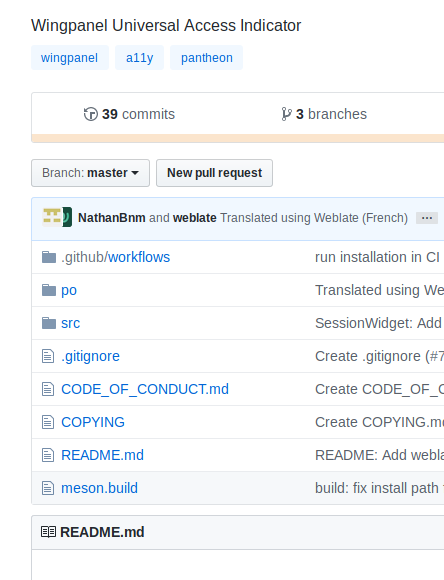 Wingpanel Universal Access Indicator
wingpanel a11y pantheon
39 commits 3 branches
Branch: master New pull request
NathanBnm and weblate Translated using Weblate (French) ...
.github/workflows run installation in CI
po Translated using We
src SessionWidget: Add
.gitignore Create .gitignore (#7
CODE_OF_CONDUCT.md Create CODE_OF_C
COPYING Create COPYING.m
README.md README: Add webla
meson.build build: fix install path
README.md